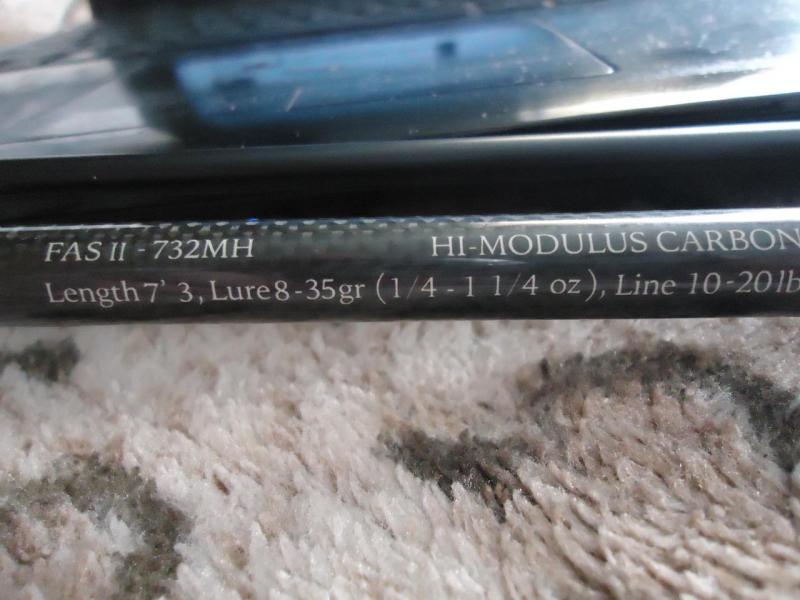 FAS II - 732MH HI-MODULUS CARBON
Length 7' 3, Lure 8-35gr (1/4 - 1 1/4 oz), Line 10-20lb